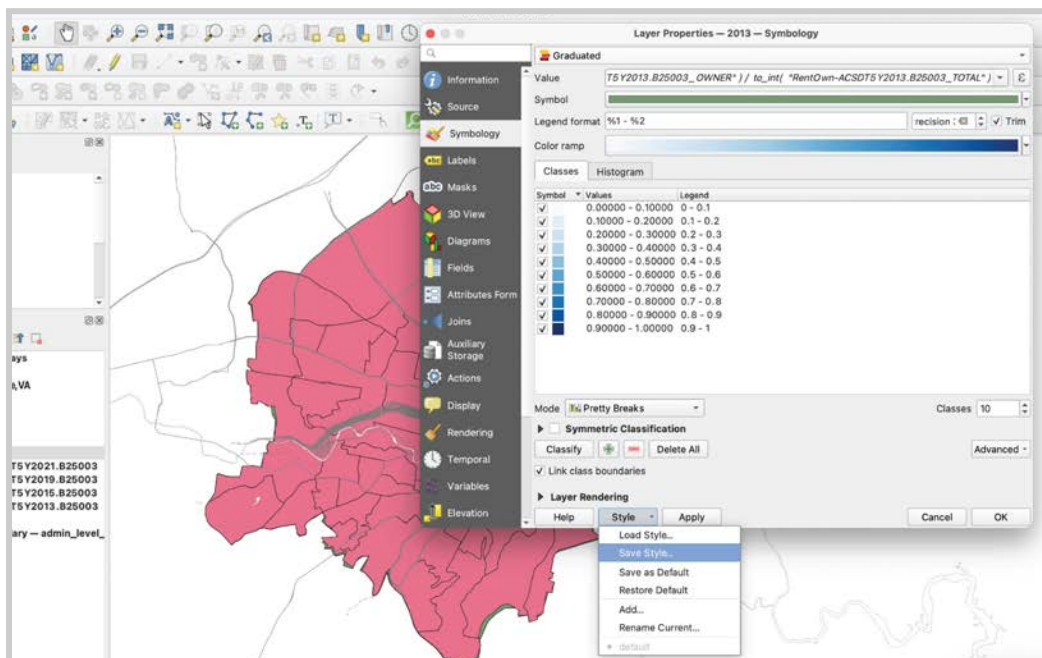 Layer Properties — 2013 — Symbology
Information
Source
Symbology
Labels
Masks
3D View
Diagrams
Fields
Attributes Form
Joins
Auxiliary
Storage
Actions
Display
Rendering
Temporal
Variables
Elevation
Graduated
Value T5Y2013.B25003_ OWNER" ) / to_int( "RentOwn-ACSDT5Y2013.B25003_TOTAL" ) ε
Symbol
Legend format %1 - %2 recision : 0 Trim
Color ramp
Classes Histogram
Symbol Values Legend
0.00000 - 0.10000 0 - 0.1
0.10000 - 0.20000 0.1 - 0.2
0.20000 - 0.30000 0.2 - 0.3
0.30000 - 0.40000 0.3 - 0.4
0.40000 - 0.50000 0.4 - 0.5
0.50000 - 0.60000 0.5 - 0.6
0.60000 - 0.70000 0.6 - 0.7
0.70000 - 0.80000 0.7 - 0.8
0.80000 - 0.90000 0.8 - 0.9
0.90000 - 1.00000 0.9 - 1
Mode Pretty Breaks Classes 10
Symmetric Classification
Classify Delete All Advanced
Link class boundaries
Layer Rendering
Help Style Apply Cancel OK
Load Style...
Save Style...
Save as Default
Restore Default
Add...
Rename Current...
default
ays
,VA
T5Y2021.B25003
T5Y2019.B25003
T5Y2015.B25003
T5Y2013.B25003
ary — admin_level_